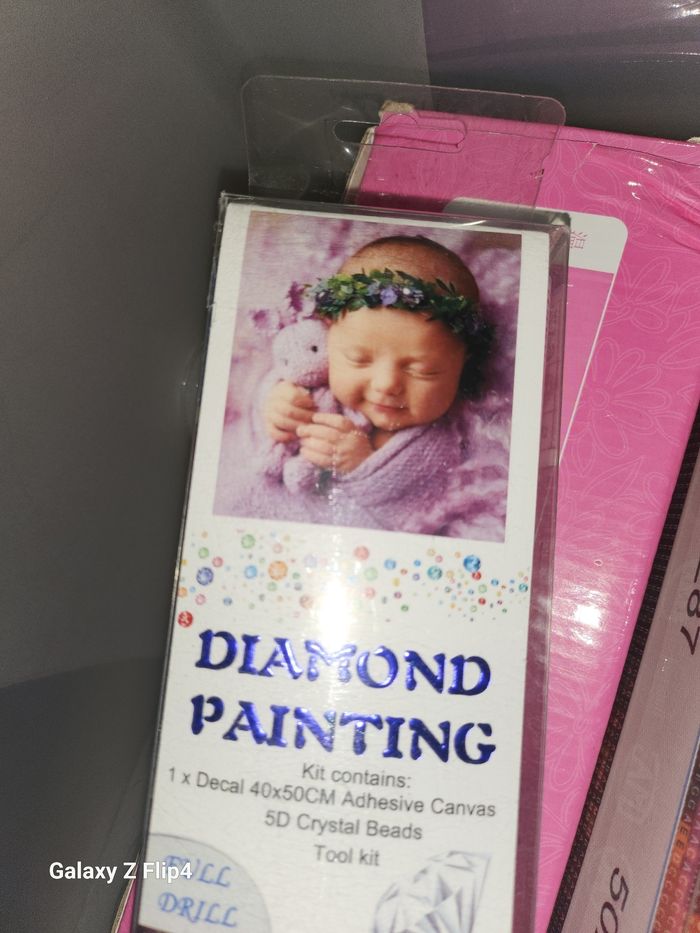 DIAMOND
PAINTING
Kit contains:
1 x Decal 40x50CM Adhesive Canvas
5D Crystal Beads
Tool kit
FULL
DRILL
Galaxy Z Flip4